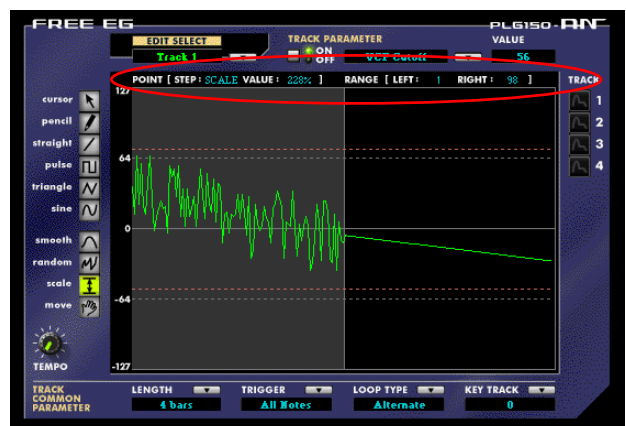 FREE EG
PLG150-AN
EDIT SELECT
TRACK PARAMETER
VALUE
Track 1
ON
OFF
VCF Cutoff
56
POINT [ STEP: SCALE VALUE: 228% ] RANGE [ LEFT: 1 RIGHT: 98 ]
TRACK
127
cursor
1
pencil
2
straight
3
64
pulse
4
triangle
sine
0
smooth
random
scale
-64
move
TEMPO
-127
TRACK COMMON PARAMETER
LENGTH
TRIGGER
LOOP TYPE
KEY TRACK
4 bars
All Notes
Alternate
0